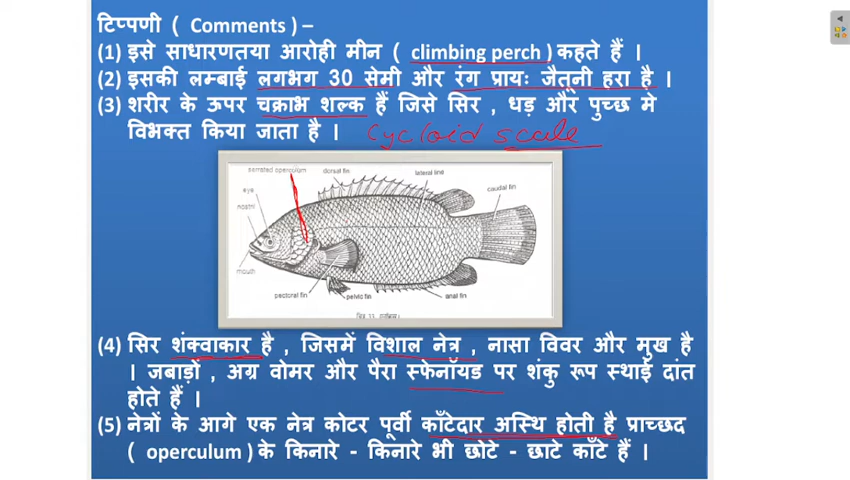 टिप्पणी ( Comments ) –
(1) इसे साधारणतया आरोही मीन ( climbing perch ) कहते हैं ।
(2) इसकी लम्बाई लगभग 30 सेमी और रंग प्रायः जैतूनी हरा है ।
(3) शरीर के ऊपर चक्राभ शल्क हैं जिसे सिर , धड़ और पुच्छ मे
विभक्त किया जाता है ।
Cycloid scale
serrated operculum
dorsal fin
lateral line
eye
caudal fin
nostril
mouth
pectoral fin
pelvic fin
anal fin
(4) सिर शंक्वाकार है , जिसमें विशाल नेत्र , नासा विवर और मुख है
। जबाड़ों , अग्र वोमर और पैरा स्फेनॉयड पर शंकु रूप स्थाई दांत
होते हैं ।
(5) नेत्रों के आगे एक नेत्र कोटर पूर्वी काँटेदार अस्थि होती है प्राच्छद
( operculum ) के किनारे - किनारे भी छोटे - छाटे काँटे हैं ।